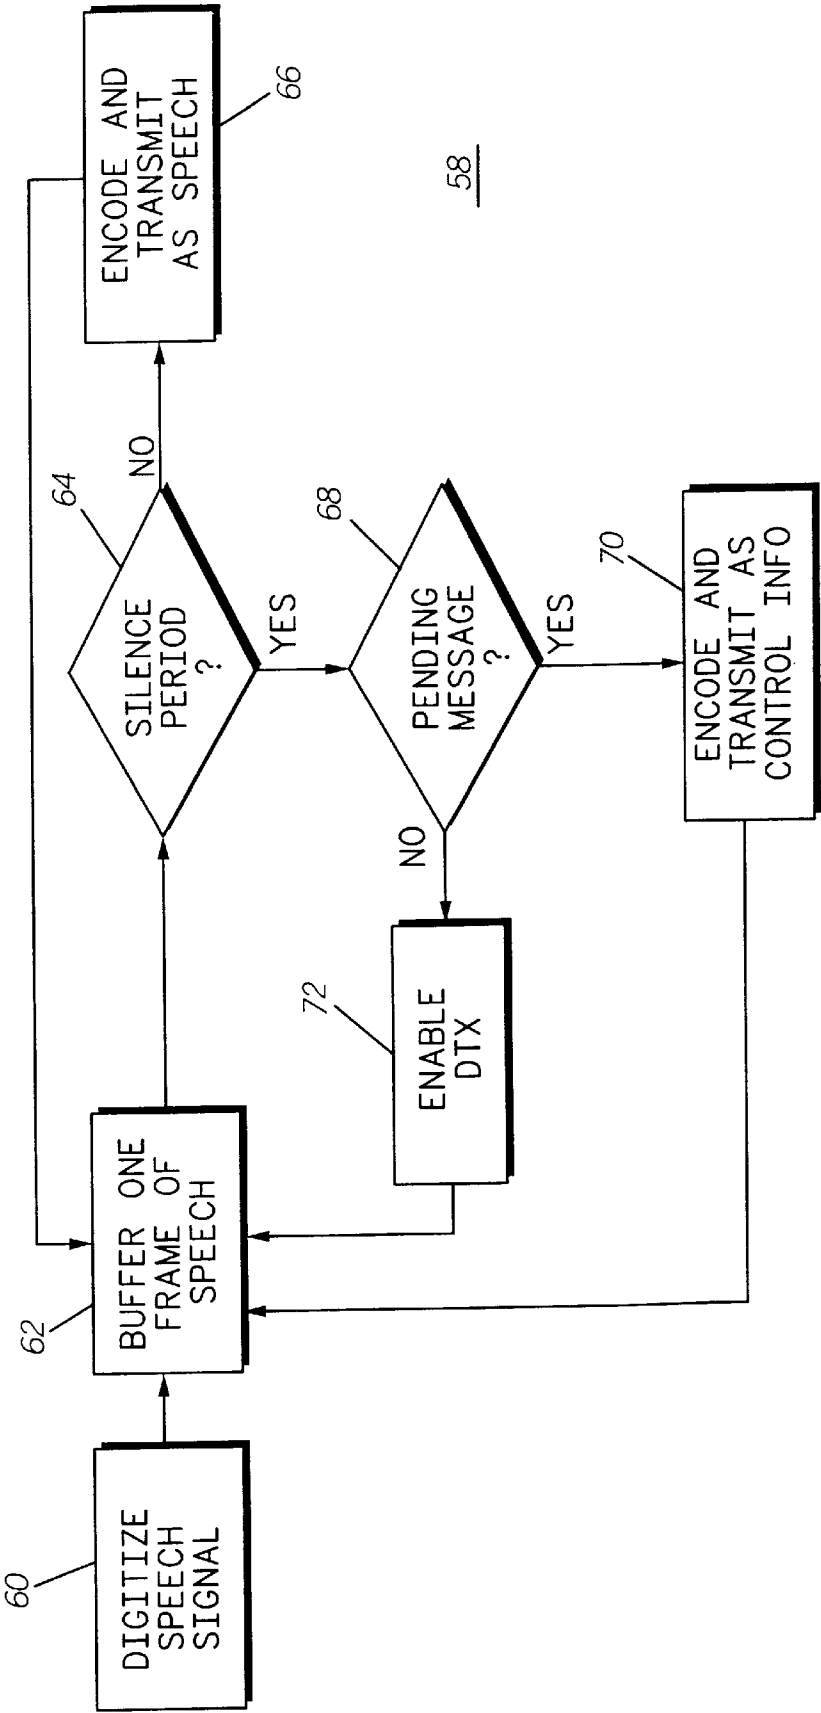 60
DIGITIZE
SPEECH
SIGNAL
62
BUFFER ONE
FRAME OF
SPEECH
64
SILENCE
PERIOD
?
NO
YES
66
ENCODE AND
TRANSMIT
AS SPEECH
68
PENDING
MESSAGE
?
NO
YES
72
ENABLE
DTX
70
ENCODE AND
TRANSMIT AS
CONTROL INFO
58